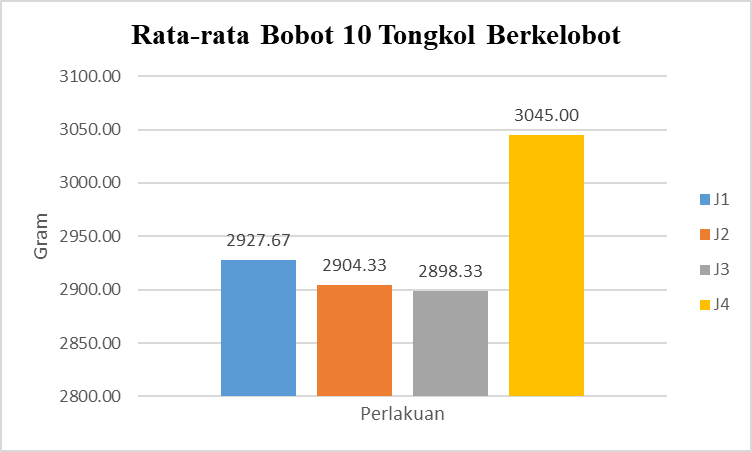 Rata-rata Bobot 10 Tongkol Berkelobot
3100.00
3050.00
3000.00
2950.00
2900.00
2850.00
2800.00
Gram
2927.67
2904.33
2898.33
3045.00
Perlakuan
J1
J2
J3
J4